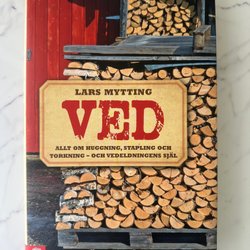 LARS MYTTING
VED
ALLT OM HUGGNING, STAPLING OCH
TORKNING – OCH VEDELDNINGENS SJÄL